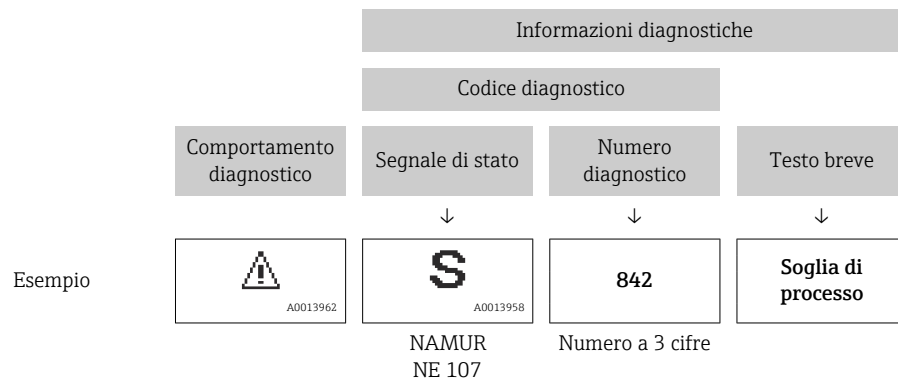 Informazioni diagnostiche
Codice diagnostico
Comportamento
diagnostico
Segnale di stato
Numero
diagnostico
Testo breve
↓ ↓ ↓
Esempio
A0013962
S
A0013958
842
Soglia di
processo
NAMUR
NE 107
Numero a 3 cifre